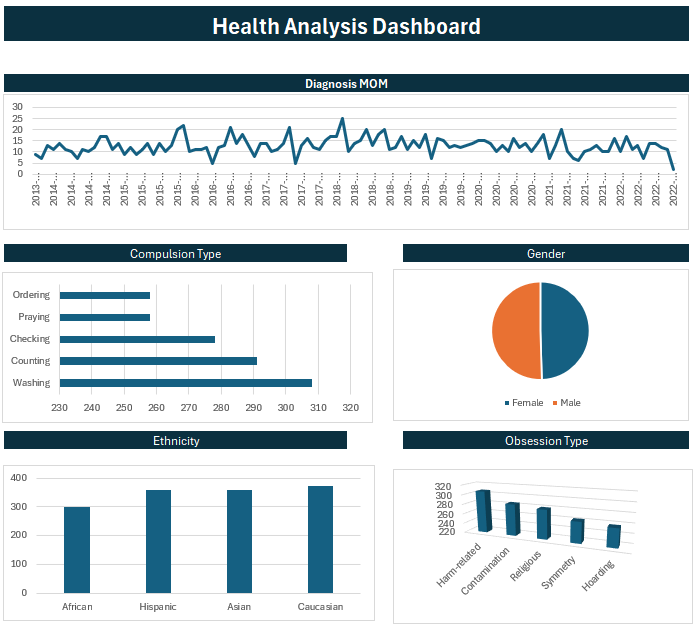 Health Analysis Dashboard
Diagnosis MOM
30
25
20
15
10
5
0
2013-... 2014-... 2014-... 2014-... 2014-... 2015-... 2015-... 2015-... 2015-... 2016-... 2016-... 2016-... 2016-... 2017-... 2017-... 2017-... 2017-... 2018-... 2018-... 2018-... 2018-... 2019-... 2019-... 2019-... 2019-... 2020-... 2020-... 2020-... 2020-... 2021-... 2021-... 2021-... 2021-... 2022-... 2022-... 2022-... 2022-...
Compulsion Type
Ordering
Praying
Checking
Counting
Washing
230 240 250 260 270 280 290 300 310 320
Gender
Female Male
Ethnicity
400
300
200
100
0
African Hispanic Asian Caucasian
Obsession Type
320
300
280
260
240
220
Harm-related Contamination Religious Symmetry Hoarding